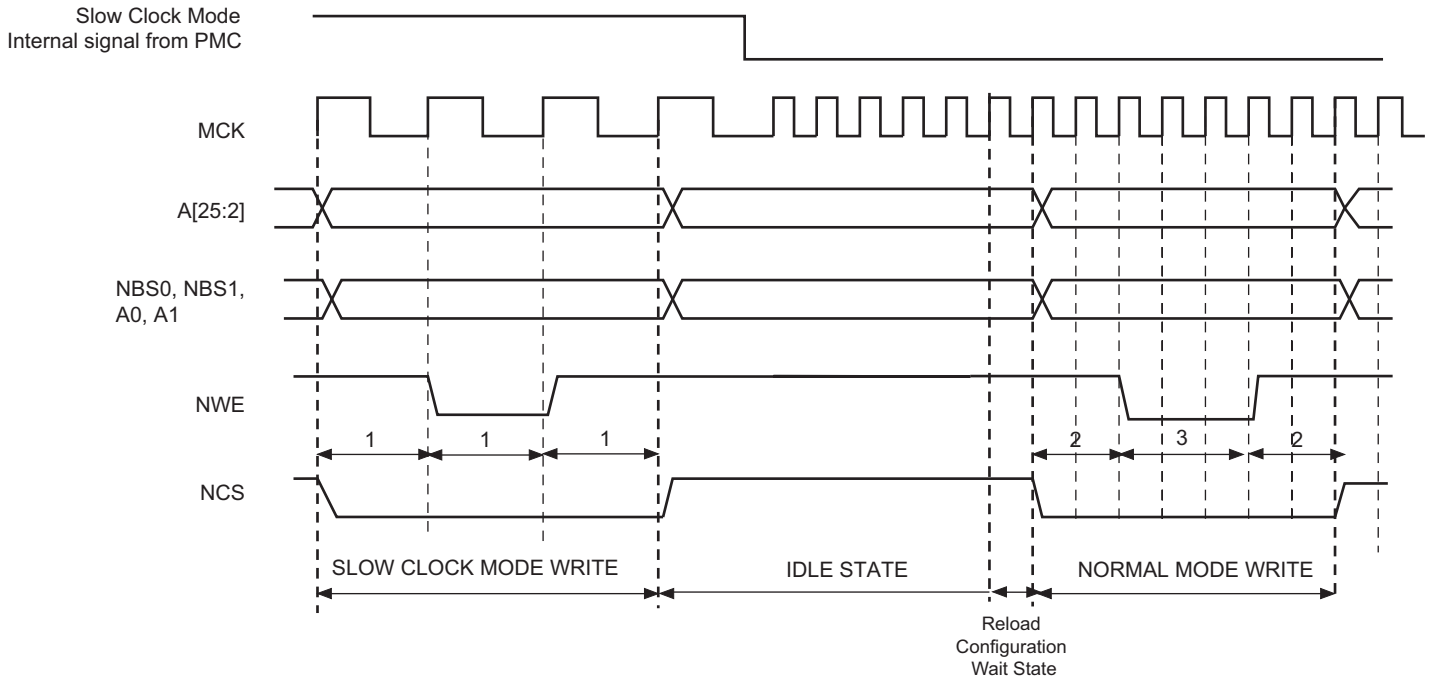 Slow Clock Mode
Internal signal from PMC
MCK
A[25:2]
NBS0, NBS1,
A0, A1
NWE
1 1 1 2 3 2
NCS
SLOW CLOCK MODE WRITE IDLE STATE NORMAL MODE WRITE
Reload
Configuration
Wait State